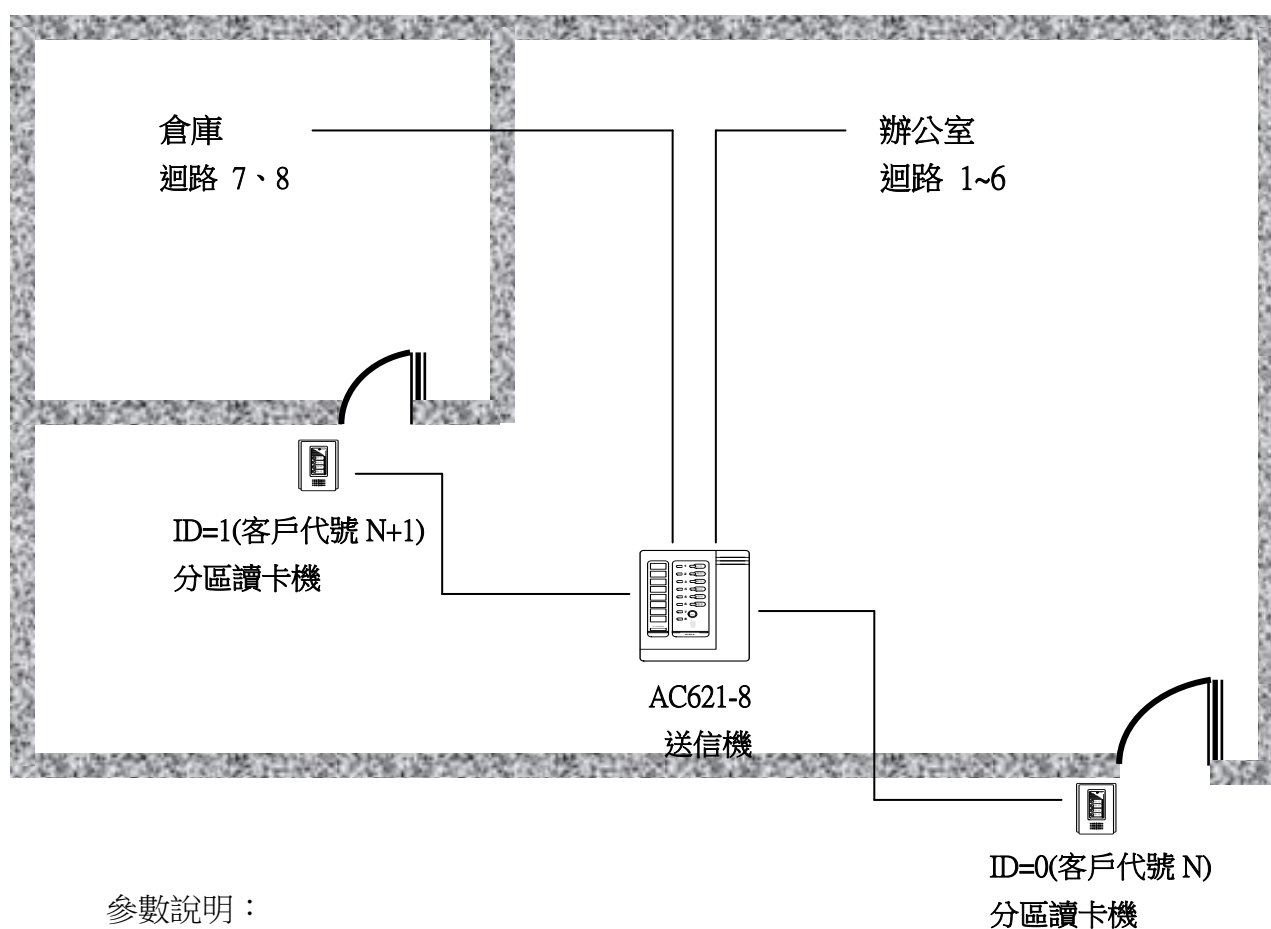 倉庫
迴路 7、8
辦公室
迴路 1~6
ID=1(客戶代號 N+1)
分區讀卡機
AC621-8
送信機
ID=0(客戶代號 N)
分區讀卡機
參數說明：